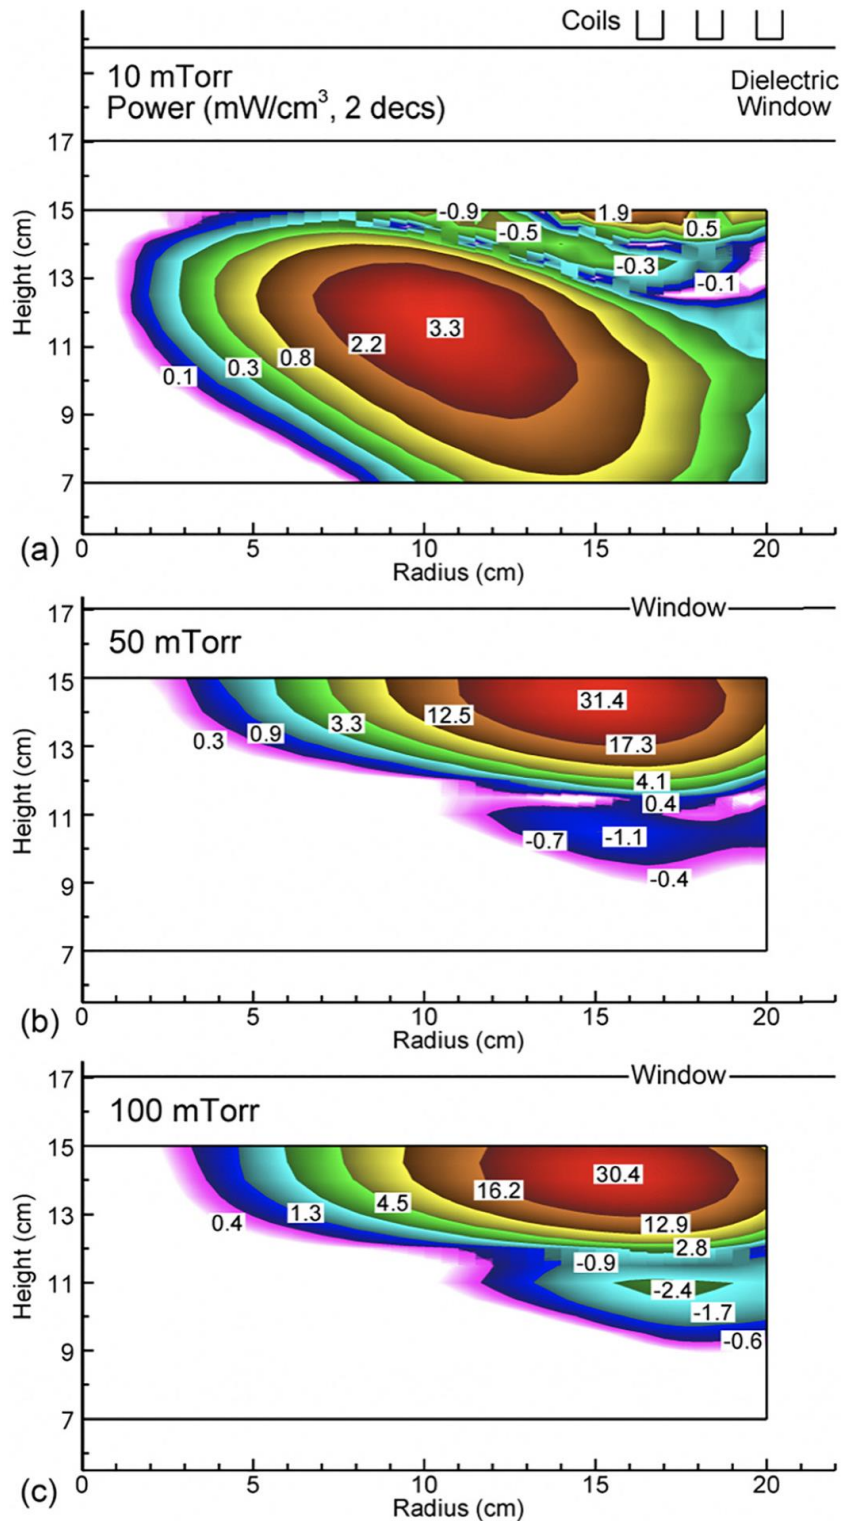 Coils
10 mTorr
Power (mW/cm³, 2 decs)
Dielectric
Window
17
15
13
11
9
7
Height (cm)
-0.9
1.9
-0.5
0.5
-0.3
-0.1
3.3
2.2
0.8
0.3
0.1
(a)
0 5 10 15 20
Radius (cm)
17
Window
50 mTorr
15
13
11
9
7
Height (cm)
31.4
12.5
3.3
17.3
0.9
0.3
4.1
0.4
-0.7
-1.1
-0.4
(b)
0 5 10 15 20
Radius (cm)
17
Window
100 mTorr
15
13
11
9
7
Height (cm)
30.4
16.2
4.5
1.3
0.4
12.9
2.8
-0.9
-2.4
-1.7
-0.6
(c)
0 5 10 15 20
Radius (cm)